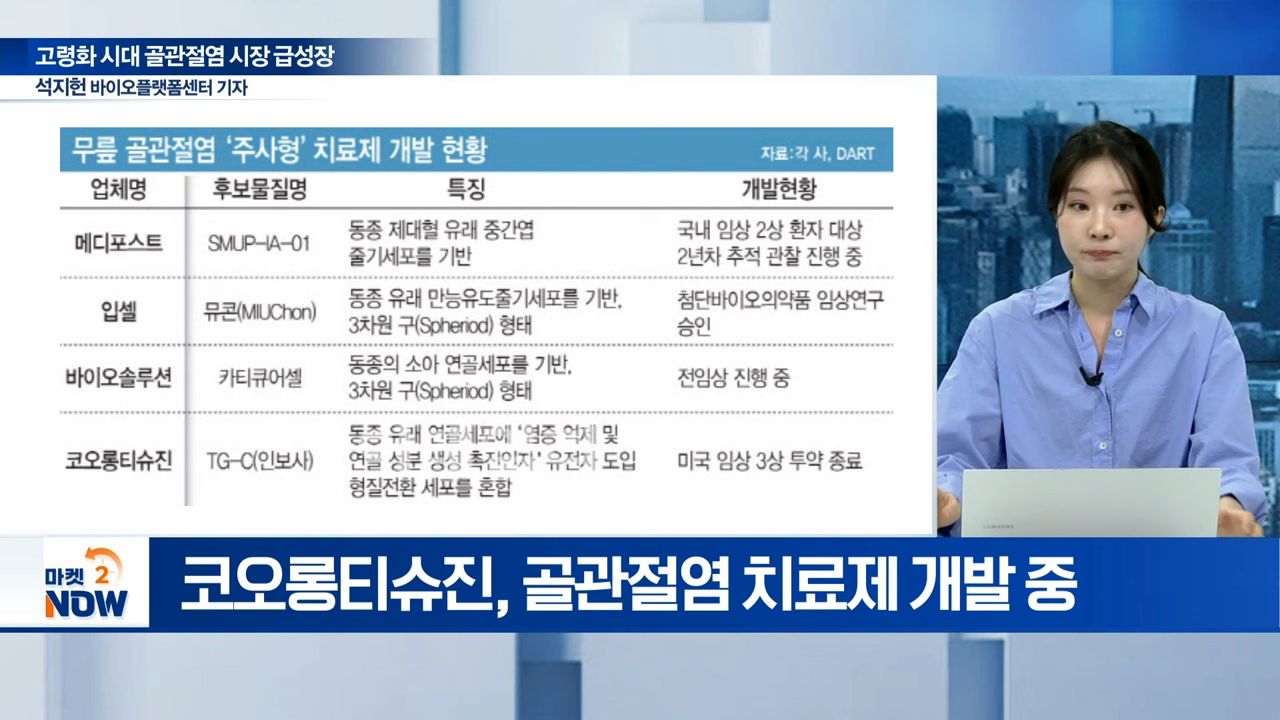 고령화 시대 골관절염 시장 급성장
석지헌 바이오플랫폼센터 기자
무릎 골관절염 ‘주사형’ 치료제 개발 현황
자료:각 사, DART
업체명 후보물질명 특징 개발현황
메디포스트 SMUP-IA-01
동종 제대혈 유래 중간엽
줄기세포를 기반
국내 임상 2상 환자 대상
2년차 추적 관찰 진행 중
입셀 뮤콘(MIUChon)
동종 유래 만능유도줄기세포를 기반,
3차원 구(Spheriod) 형태
첨단바이오의약품 임상연구
승인
바이오솔루션 카티큐어셀
동종의 소아 연골세포를 기반,
3차원 구(Spheriod) 형태
전임상 진행 중
코오롱티슈진 TG-C(인보사)
동종 유래 연골세포에 ‘염증 억제 및
연골 성분 생성 촉진인자’ 유전자 도입
형질전환 세포를 혼합
미국 임상 3상 투약 종료
SAMSUNG
마켓 2
NOW
코오롱티슈진, 골관절염 치료제 개발 중